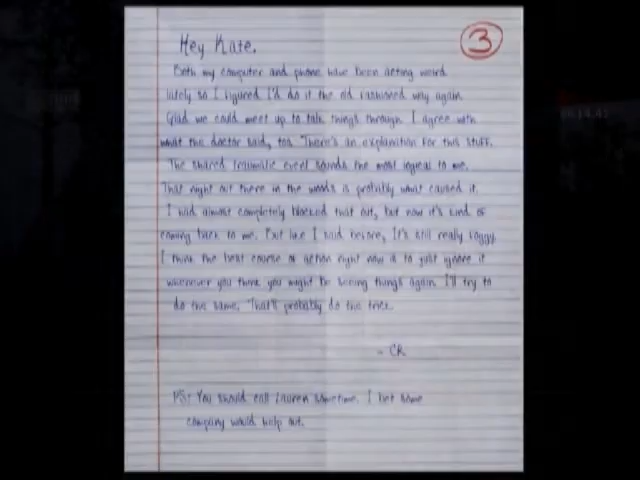 3
Hey Kate,
Both my computer and phone have been acting weird
lately so I figured I'd do it the old fashioned way again.
Glad we could meet up to talk things through. I agree with
what the doctor said, too. There's an explanation for this stuff.
The shared traumatic event sounds the most logical to me.
That night out there in the woods is probably what caused it.
I had almost completely blocked that out, but now it's kind of
coming back to me. But like I said before, It's still really foggy.
I think the best course of action right now is to just ignore it
whenever you think you might be seeing things again. I'll try to
do the same. That'll probably do the trick.
- CR
PS: You should call Lauren sometime. I bet some
company would help out.